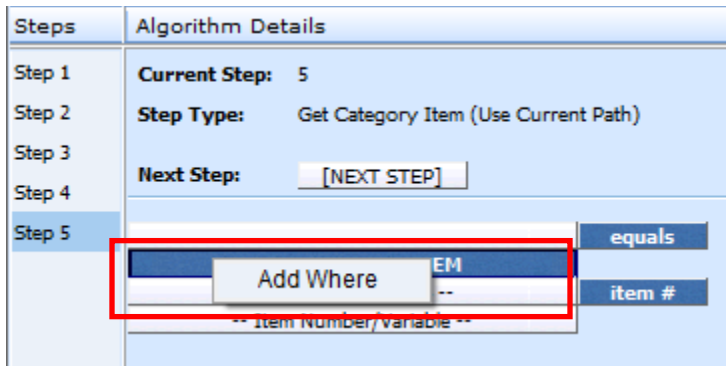 Steps
Algorithm Details
Step 1
Current Step: 5
Step 2
Step Type: Get Category Item (Use Current Path)
Step 3
Next Step: [NEXT STEP]
Step 4
Step 5
equals
EM
Add Where
--
item #
-- Item Number/Variable --